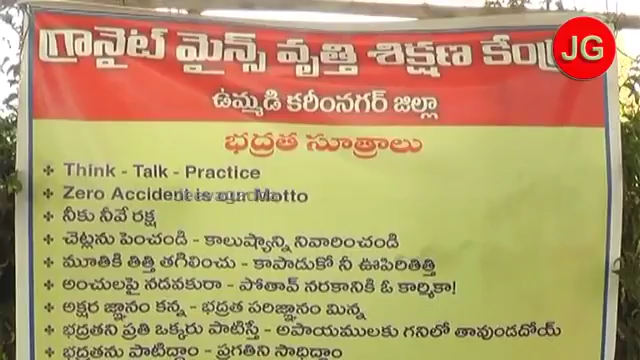 గ్రానైట్ మైన్స్ వృత్తి శిక్షణ
JG
ఉమ్మడి కరీంనగర్ జిల్లా
భద్రత సూత్రాలు
❖ Think - Talk - Practice
❖ Zero Accident is our Motto
❖ నీకు నీవే రక్ష
❖ చెట్లను పెంచండి - కాలుష్యాన్ని నివారించండి
❖ మూతికి తిత్తి తగిలించు - కాపాడుకో నీ ఊపిరితిత్తి
❖ అంచులపై నడవకురా - పోతావ్ నరకానికి ఓ కార్మికా!
❖ అక్షర జ్ఞానం కన్న - భద్రత పరిజ్ఞానం మిన్న
❖ భద్రతని ప్రతి ఒక్కరు పాటిస్తే - అపాయములకు గనిలో తావుండదోయ్
❖ భద్రతను పాటిద్దాం - ప్రగతిని సాధిద్దాం